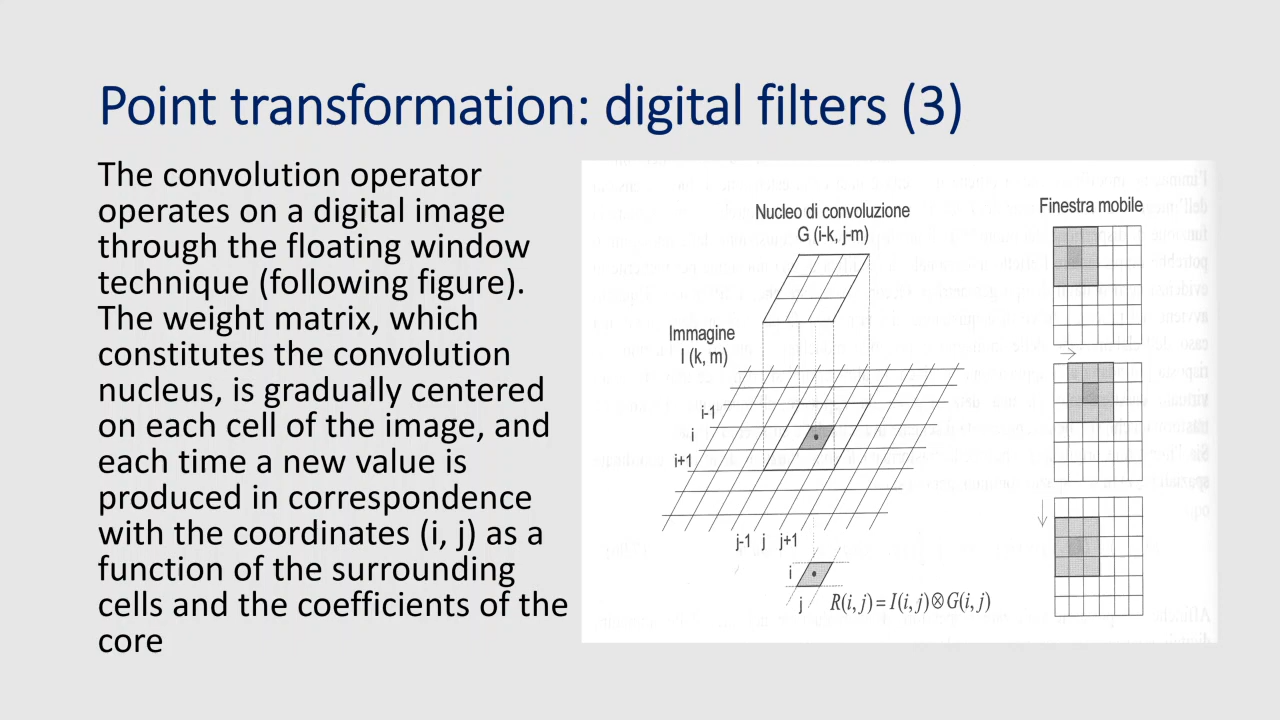 Point transformation: digital filters (3)
The convolution operator
operates on a digital image
through the floating window
technique (following figure).
The weight matrix, which
constitutes the convolution
nucleus, is gradually centered
on each cell of the image, and
each time a new value is
produced in correspondence
with the coordinates (i, j) as a
function of the surrounding
cells and the coefficients of the
core
Nucleo di convoluzione
G (i-k, j-m)
Immagine
I (k, m)
i-1
i
i+1
j-1 j j+1
i
j
R(i, j) = I(i, j) ⊗ G(i, j)
Finestra mobile